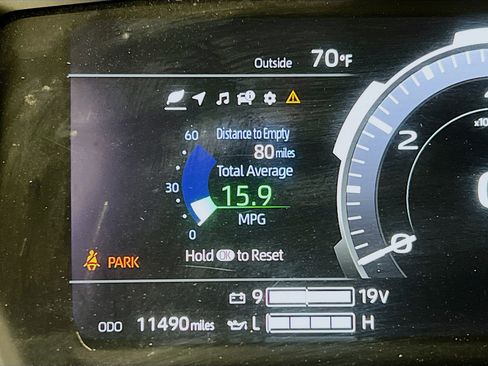 Outside 70°F
60
Distance to Empty
80 miles
Total Average
30
15.9
MPG
0
Hold OK to Reset
PARK
2
0
9 19V
ODO 11490 miles L H